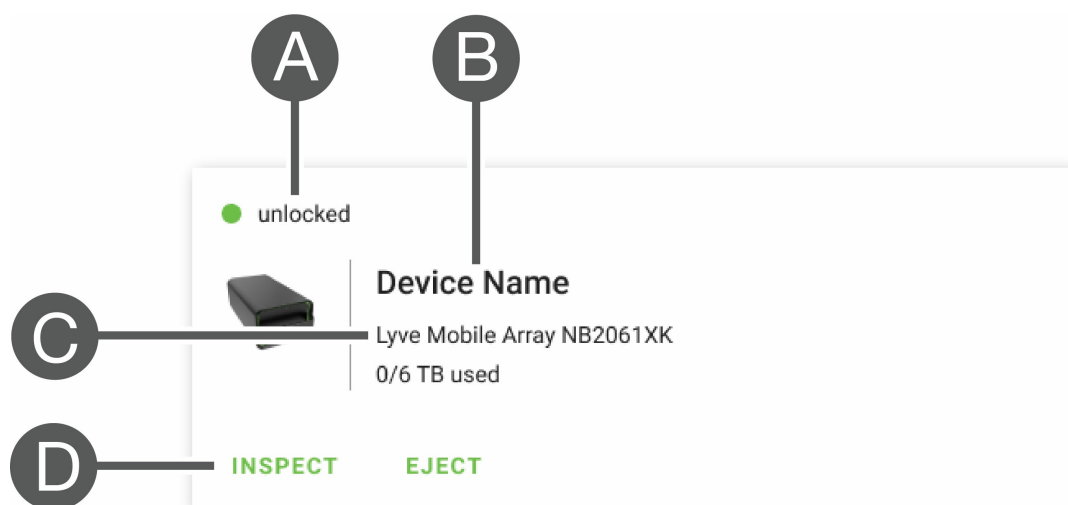 A
B
unlocked
Device Name
C
Lyve Mobile Array NB2061XK
0/6 TB used
D
INSPECT EJECT